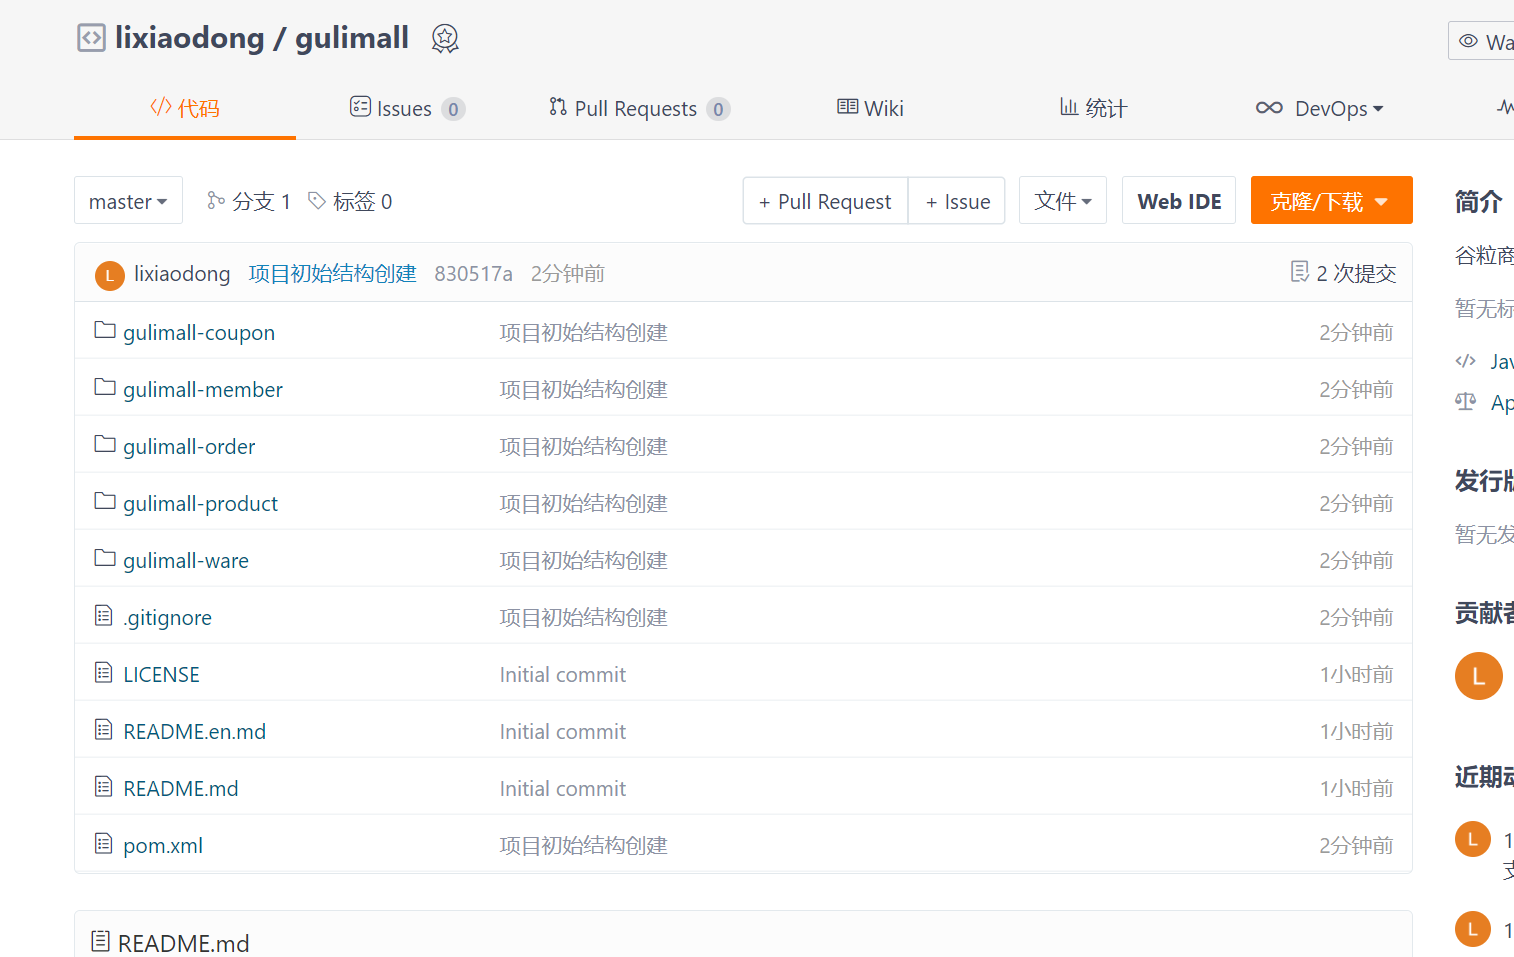 lixiaodong / gulimall
Wa
代码 Issues 0 Pull Requests 0 Wiki 统计 DevOps
master 分支 1 标签 0 + Pull Request + Issue 文件 Web IDE 克隆/下载
简介
谷粒商
暂无标
Jav
Ap
L lixiaodong 项目初始结构创建 830517a 2分钟前 2 次提交
gulimall-coupon 项目初始结构创建 2分钟前
gulimall-member 项目初始结构创建 2分钟前
gulimall-order 项目初始结构创建 2分钟前
gulimall-product 项目初始结构创建 2分钟前
gulimall-ware 项目初始结构创建 2分钟前
.gitignore 项目初始结构创建 2分钟前
LICENSE Initial commit 1小时前
README.en.md Initial commit 1小时前
README.md Initial commit 1小时前
pom.xml 项目初始结构创建 2分钟前
发行版
暂无发
贡献者
L
近期动
L 1
支
L 1
README.md